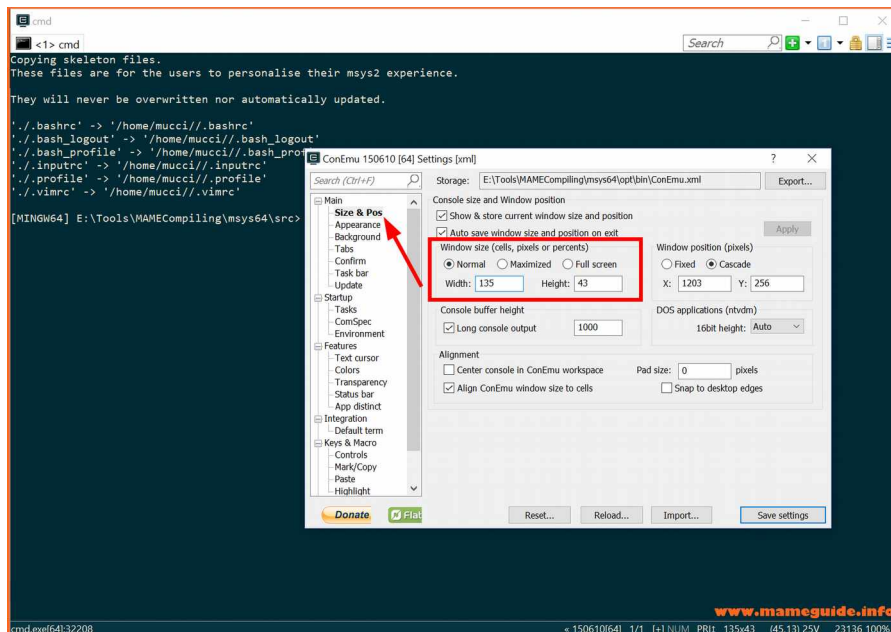 cmd
<1> cmd
Search
Copying skeleton files.
These files are for the users to personalise their msys2 experience.
They will never be overwritten nor automatically updated.
'./.bashrc' -> '/home/mucci//.bashrc'
'./.bash_logout' -> '/home/mucci//.bash_logout'
'./.bash_profile' -> '/home/mucci//.bash_prof
'./.inputrc' -> '/home/mucci//.inputrc'
'./.profile' -> '/home/mucci//.profile'
'./.vimrc' -> '/home/mucci//.vimrc'
[MINGW64] E:\Tools\MAMECompiling\msys64\src>
ConEmu 150610 [64] Settings [xml]
Search (Ctrl+F)
Storage: E:\Tools\MAMECompiling\msys64\opt\bin\ConEmu.xml Export...
Main
Size & Pos
Appearance
Background
Tabs
Confirm
Task bar
Update
Startup
Tasks
ComSpec
Environment
Features
Text cursor
Colors
Transparency
Status bar
App distinct
Integration
Default term
Keys & Macro
Controls
Mark/Copy
Paste
Highlight
Console size and Window position
Show & store current window size and position
Auto save window size and position on exit
Apply
Window size (cells, pixels or percents)
Normal Maximized Full screen
Width: 135 Height: 43
Window position (pixels)
Fixed Cascade
X: 1203 Y: 256
Console buffer height
Long console output 1000
DOS applications (ntvdm)
16bit height: Auto
Alignment
Center console in ConEmu workspace Pad size: 0 pixels
Align ConEmu window size to cells Snap to desktop edges
Donate Flat Reset... Reload... Import... Save settings
www.mameguide.info
cmd.exe[64]:32208 « 150610[64] 1/1 [+] NUM PRI‡ 135x43 (45,13) 25V 23136 100%